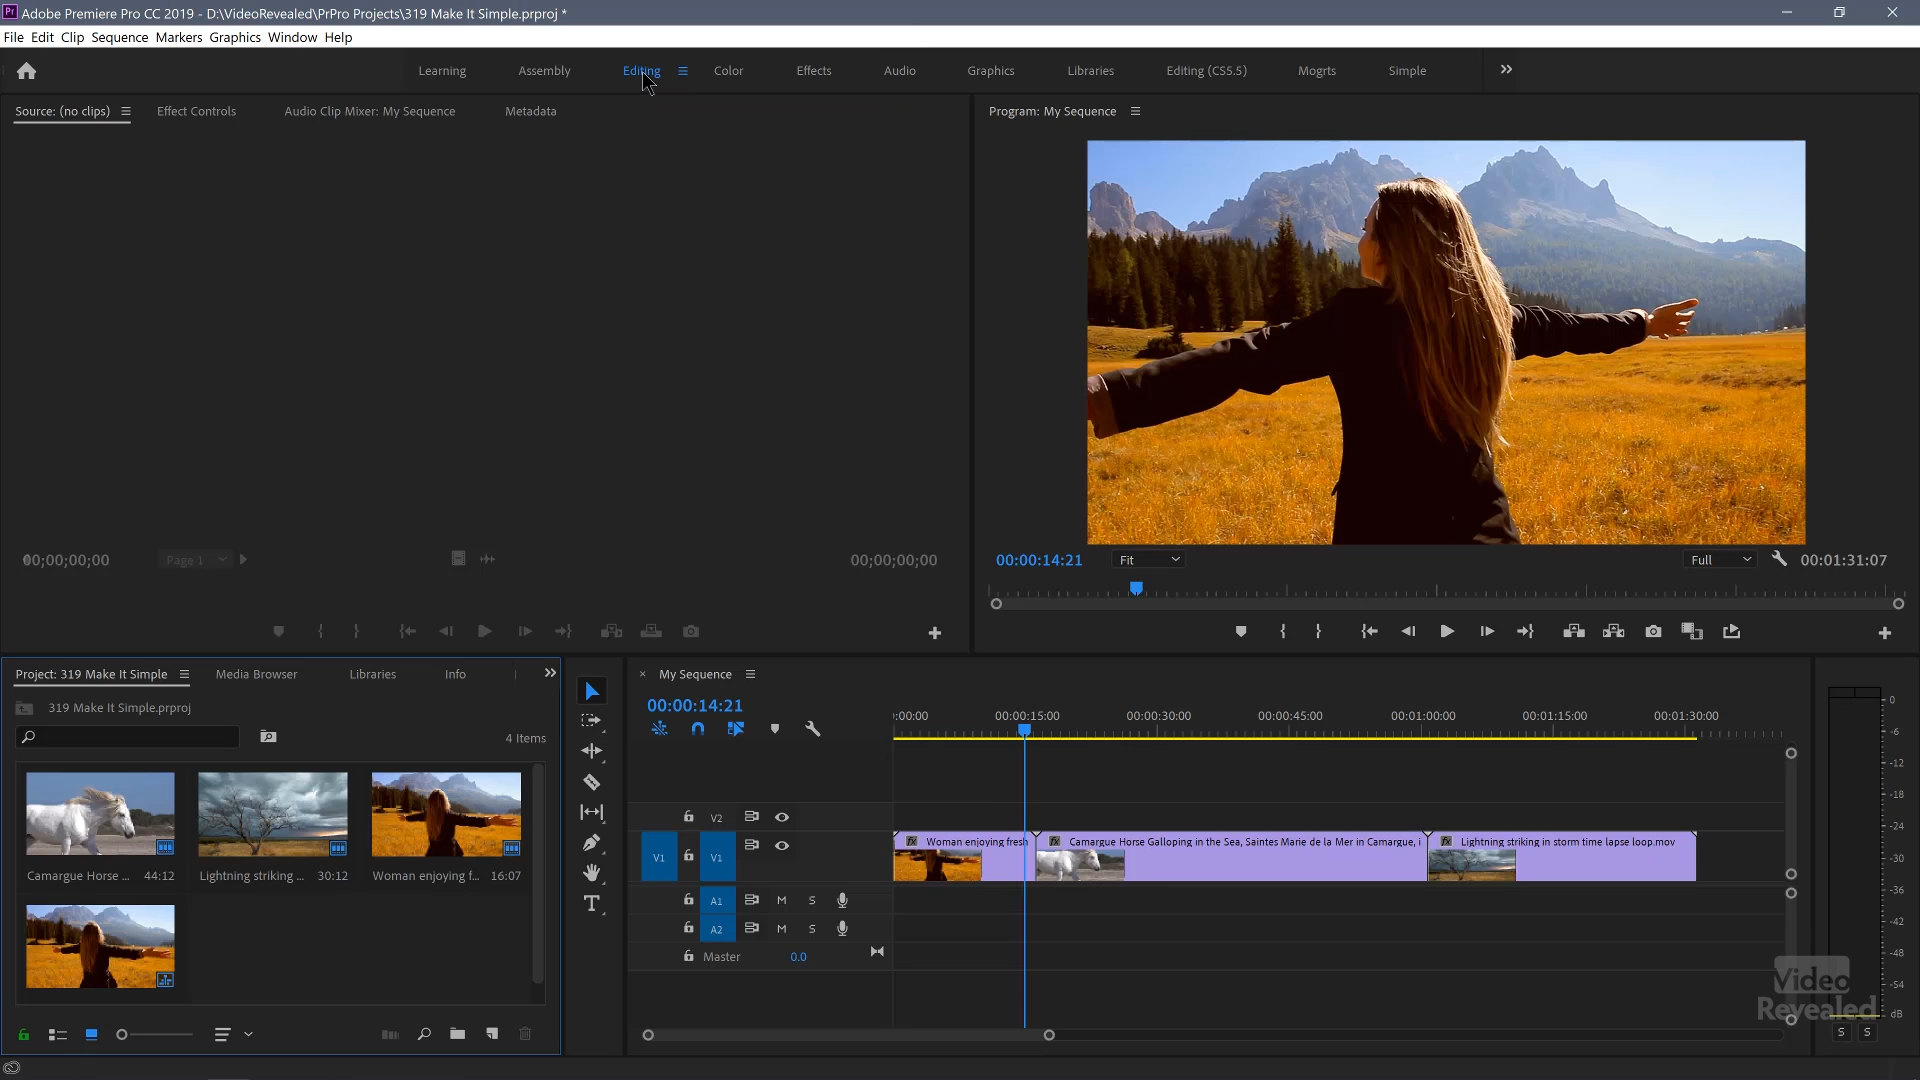 Pr Adobe Premiere Pro CC 2019 - D:\VideoRevealed\PrPro Projects\319 Make It Simple.prproj *
File Edit Clip Sequence Markers Graphics Window Help
Learning Assembly Editing Color Effects Audio Graphics Libraries Editing (CS5.5) Mogrts Simple
Source: (no clips) Effect Controls Audio Clip Mixer: My Sequence Metadata
Program: My Sequence
00;00;00;00 Page 1 00;00;00;00
00:00:14:21 Fit Full 00:01:31:07
Project: 319 Make It Simple Media Browser Libraries Info
319 Make It Simple.prproj
4 Items
Camargue Horse ... 44:12 Lightning striking ... 30:12 Woman enjoying f... 16:07
My Sequence
00:00:14:21
:00:00 00:00:15:00 00:00:30:00 00:00:45:00 00:01:00:00 00:01:15:00 00:01:30:00
V2
V1 V1
fx Woman enjoying fresh fx Camargue Horse Galloping in the Sea, Saintes Marie de la Mer in Camargue, i fx Lightning striking in storm time lapse loop.mov
A1 M S
A2 M S
Master 0.0
0
-6
-12
-18
-24
-30
-36
-42
-48
-54
dB
S S
Video
Revealed